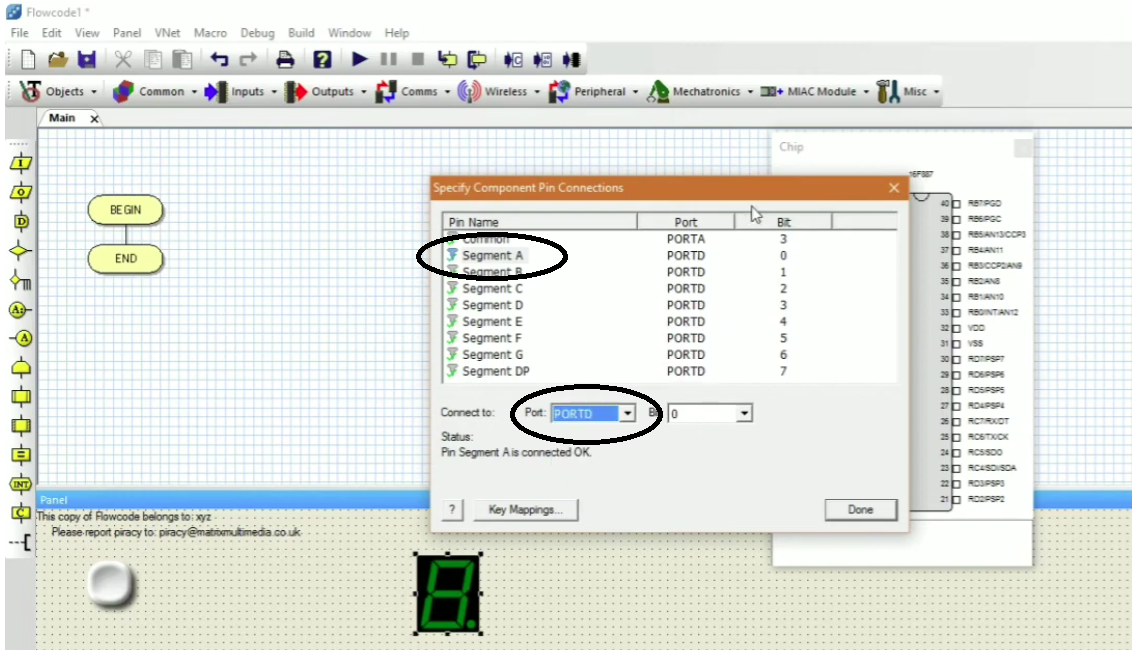 Flowcode1 *
File Edit View Panel VNet Macro Debug Build Window Help
Objects Common Inputs Outputs Comms Wireless Peripheral Mechatronics MIAC Module Misc
Main x
BEGIN
END
Chip
16F887
Specify Component Pin Connections
Pin Name Port Bit
Common PORTA 3
Segment A PORTD 0
Segment B PORTD 1
Segment C PORTD 2
Segment D PORTD 3
Segment E PORTD 4
Segment F PORTD 5
Segment G PORTD 6
Segment DP PORTD 7
Connect to: Port: PORTD 0
Status:
Pin Segment A is connected OK.
? Key Mappings... Done
40 RB7/PGD
39 RB6/PGC
38 RB5/AN13/CCP3
37 RB4/AN11
36 RB3/CCP2/AN9
35 RB2/AN8
34 RB1/AN10
33 RB0/INT/AN12
32 VDD
31 VSS
30 RD7/PSP7
29 RD6/PSP6
28 RD5/PSP5
27 RD4/PSP4
26 RC7/RX/DT
25 RC6/TX/CK
24 RC5/SDO
23 RC4/SDI/SDA
22 RD3/PSP3
21 RD2/PSP2
I
O
D
A:
A
INT
C
Panel
This copy of Flowcode belongs to: xyz
Please report piracy to: piracy@matrixmultimedia.co.uk
8.